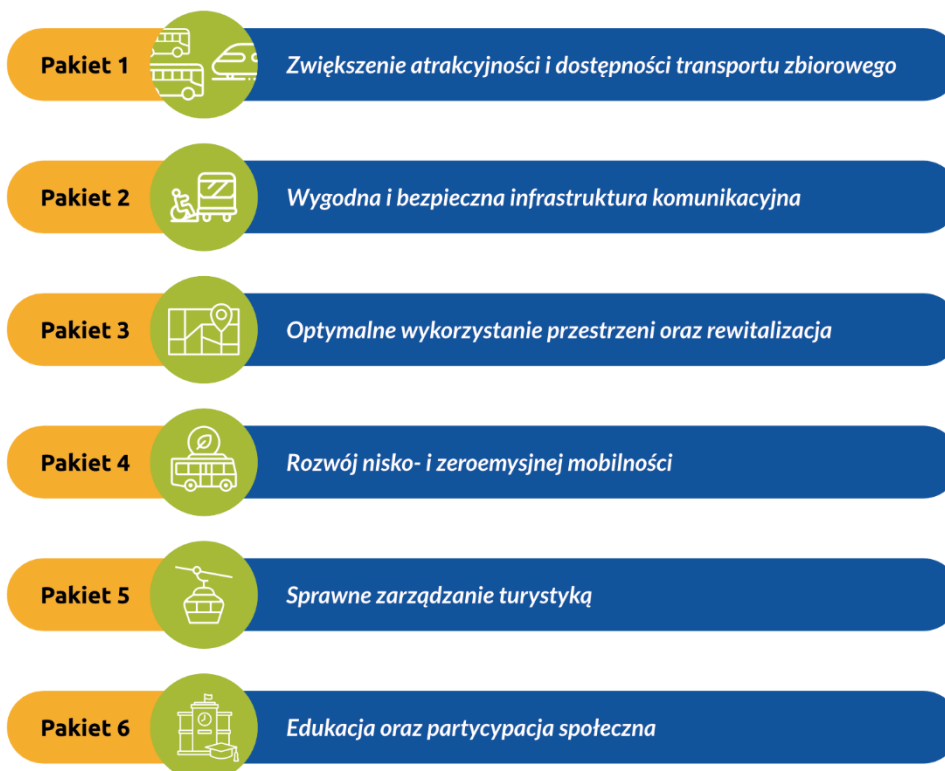 Pakiet 1 Zwiększenie atrakcyjności i dostępności transportu zbiorowego
Pakiet 2 Wygodna i bezpieczna infrastruktura komunikacyjna
Pakiet 3 Optymalne wykorzystanie przestrzeni oraz rewitalizacja
Pakiet 4 Rozwój nisko- i zeroemysjnej mobilności
Pakiet 5 Sprawne zarządzanie turystyką
Pakiet 6 Edukacja oraz partycypacja społeczna